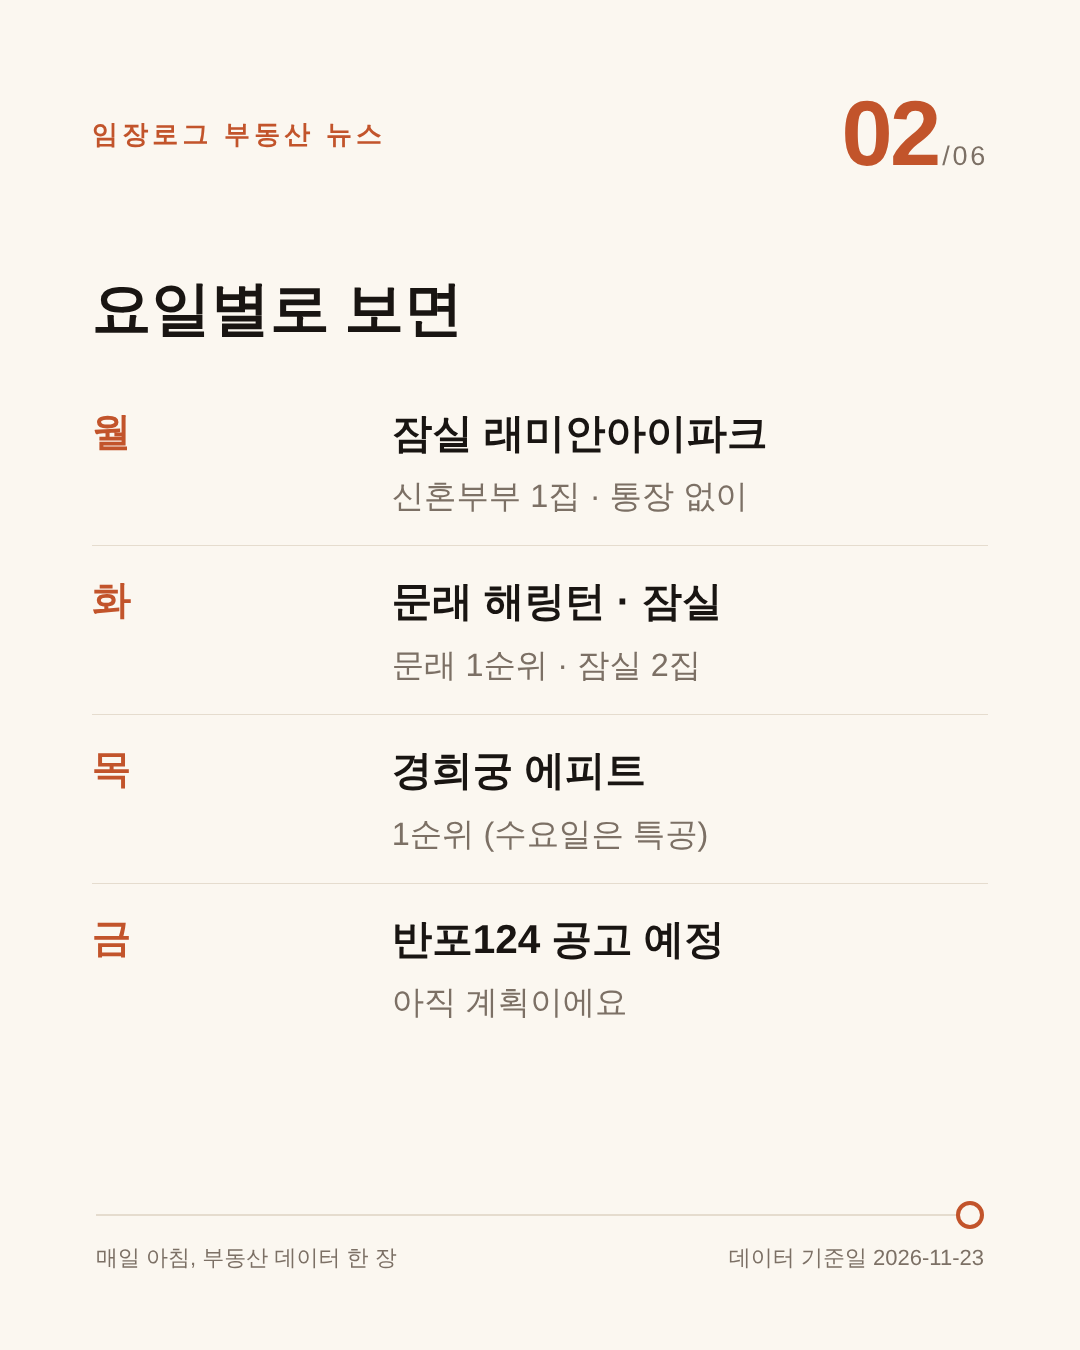 임장로그 부동산 뉴스
02/06
요일별로 보면
월
잠실 래미안아이파크
신혼부부 1집 · 통장 없이
화
문래 해링턴 · 잠실
문래 1순위 · 잠실 2집
목
경희궁 에피트
1순위 (수요일은 특공)
금
반포124 공고 예정
아직 계획이에요
매일 아침, 부동산 데이터 한 장
데이터 기준일 2026-11-23